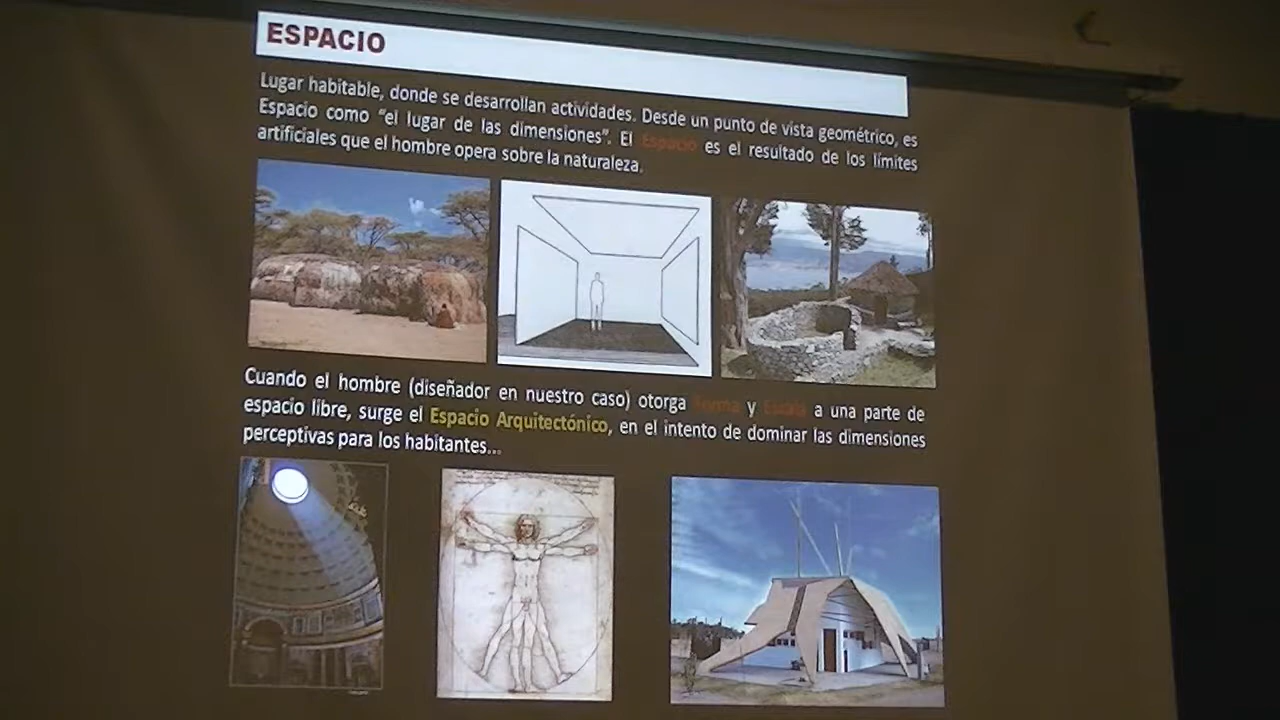 ESPACIO
Lugar habitable, donde se desarrollan actividades. Desde un punto de vista geométrico, es
Espacio como "el lugar de las dimensiones". El Espacio es el resultado de los límites
artificiales que el hombre opera sobre la naturaleza.
Cuando el hombre (diseñador en nuestro caso) otorga Forma y a una parte de
espacio libre, surge el Espacio Arquitectónico, en el intento de dominar las dimensiones
perceptivas para los habitantes...